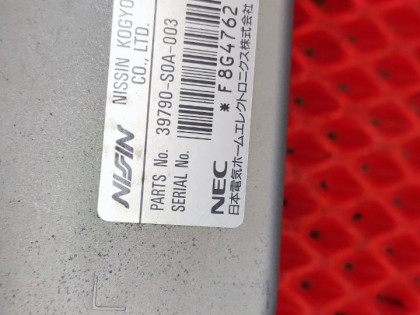 NISSIN NISSIN KOGYO
CO., LTD.
PARTS No. 39790-S0A-003
SERIAL No.
* F8G4762
NEC
日本電気ホームエレクトロニクス株式会社